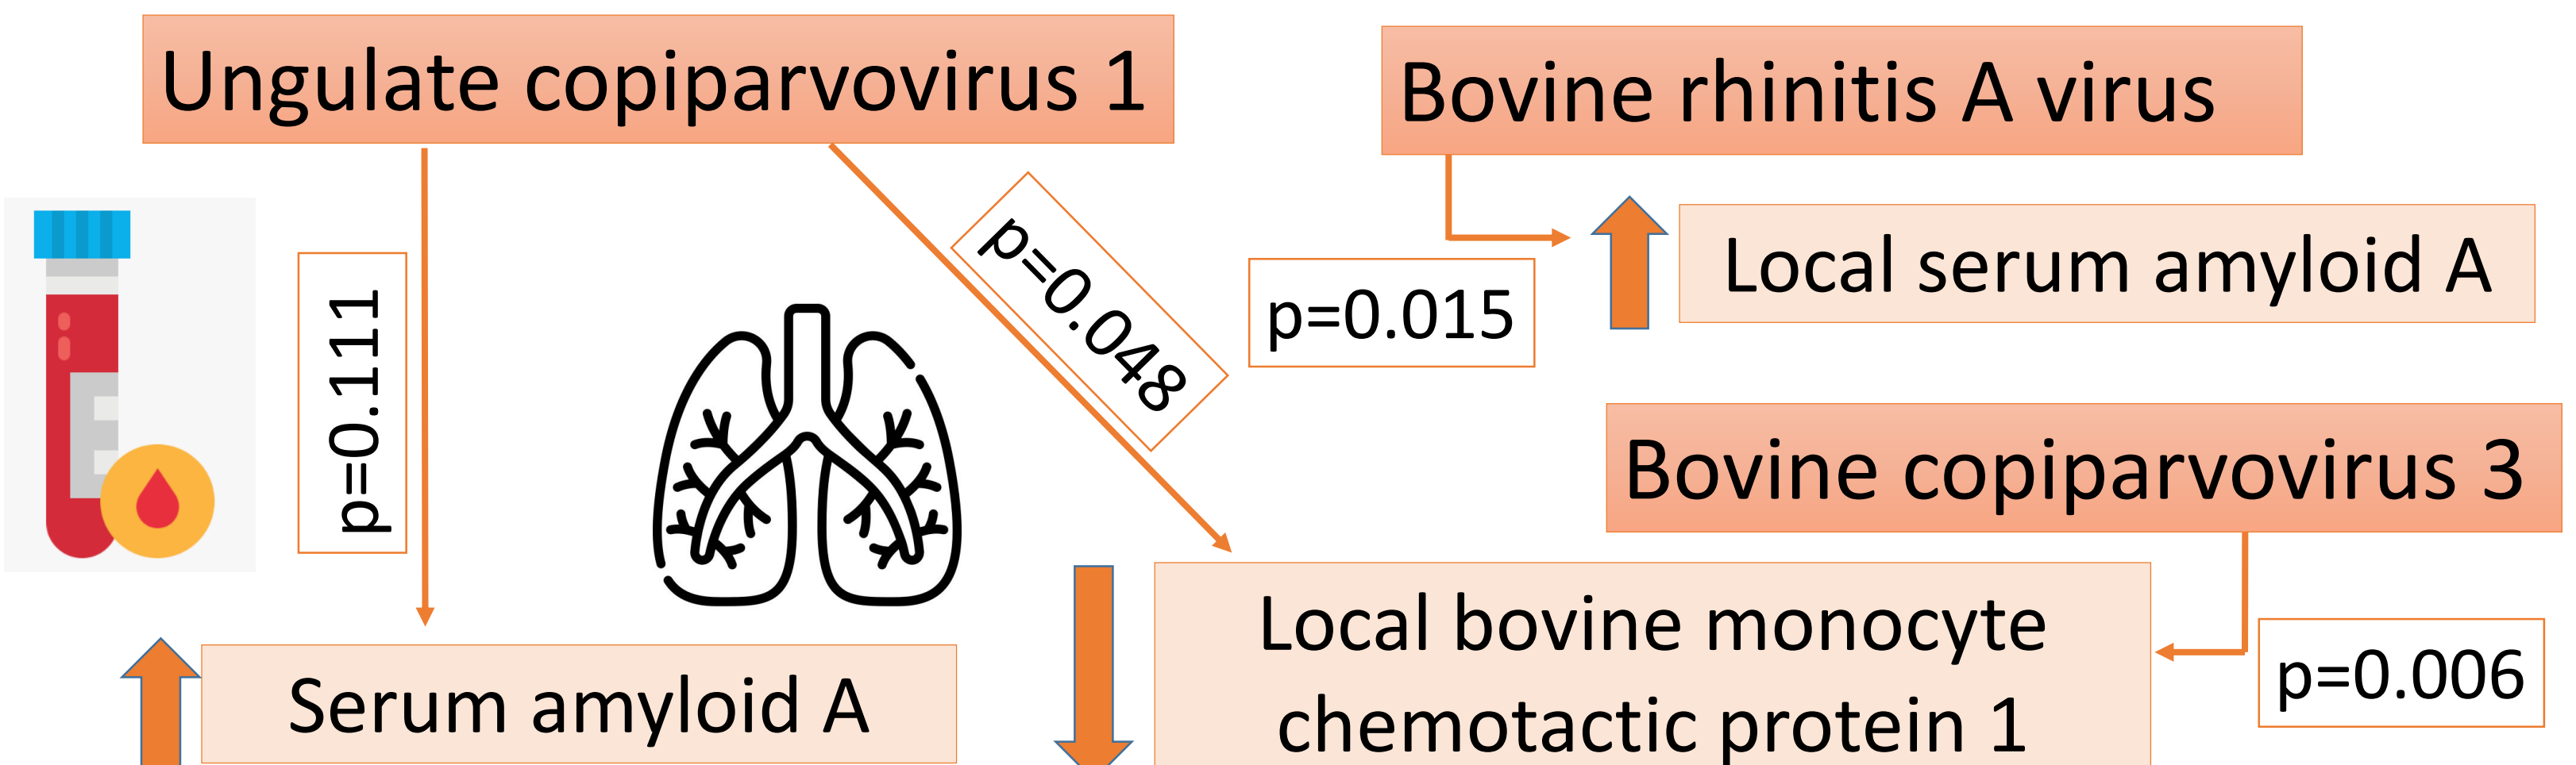 Ungulate copiparvovirus 1
Bovine rhinitis A virus
p=0.111
p=0.048
p=0.015
Local serum amyloid A
Bovine copiparvovirus 3
Serum amyloid A
Local bovine monocyte
chemotactic protein 1
p=0.006